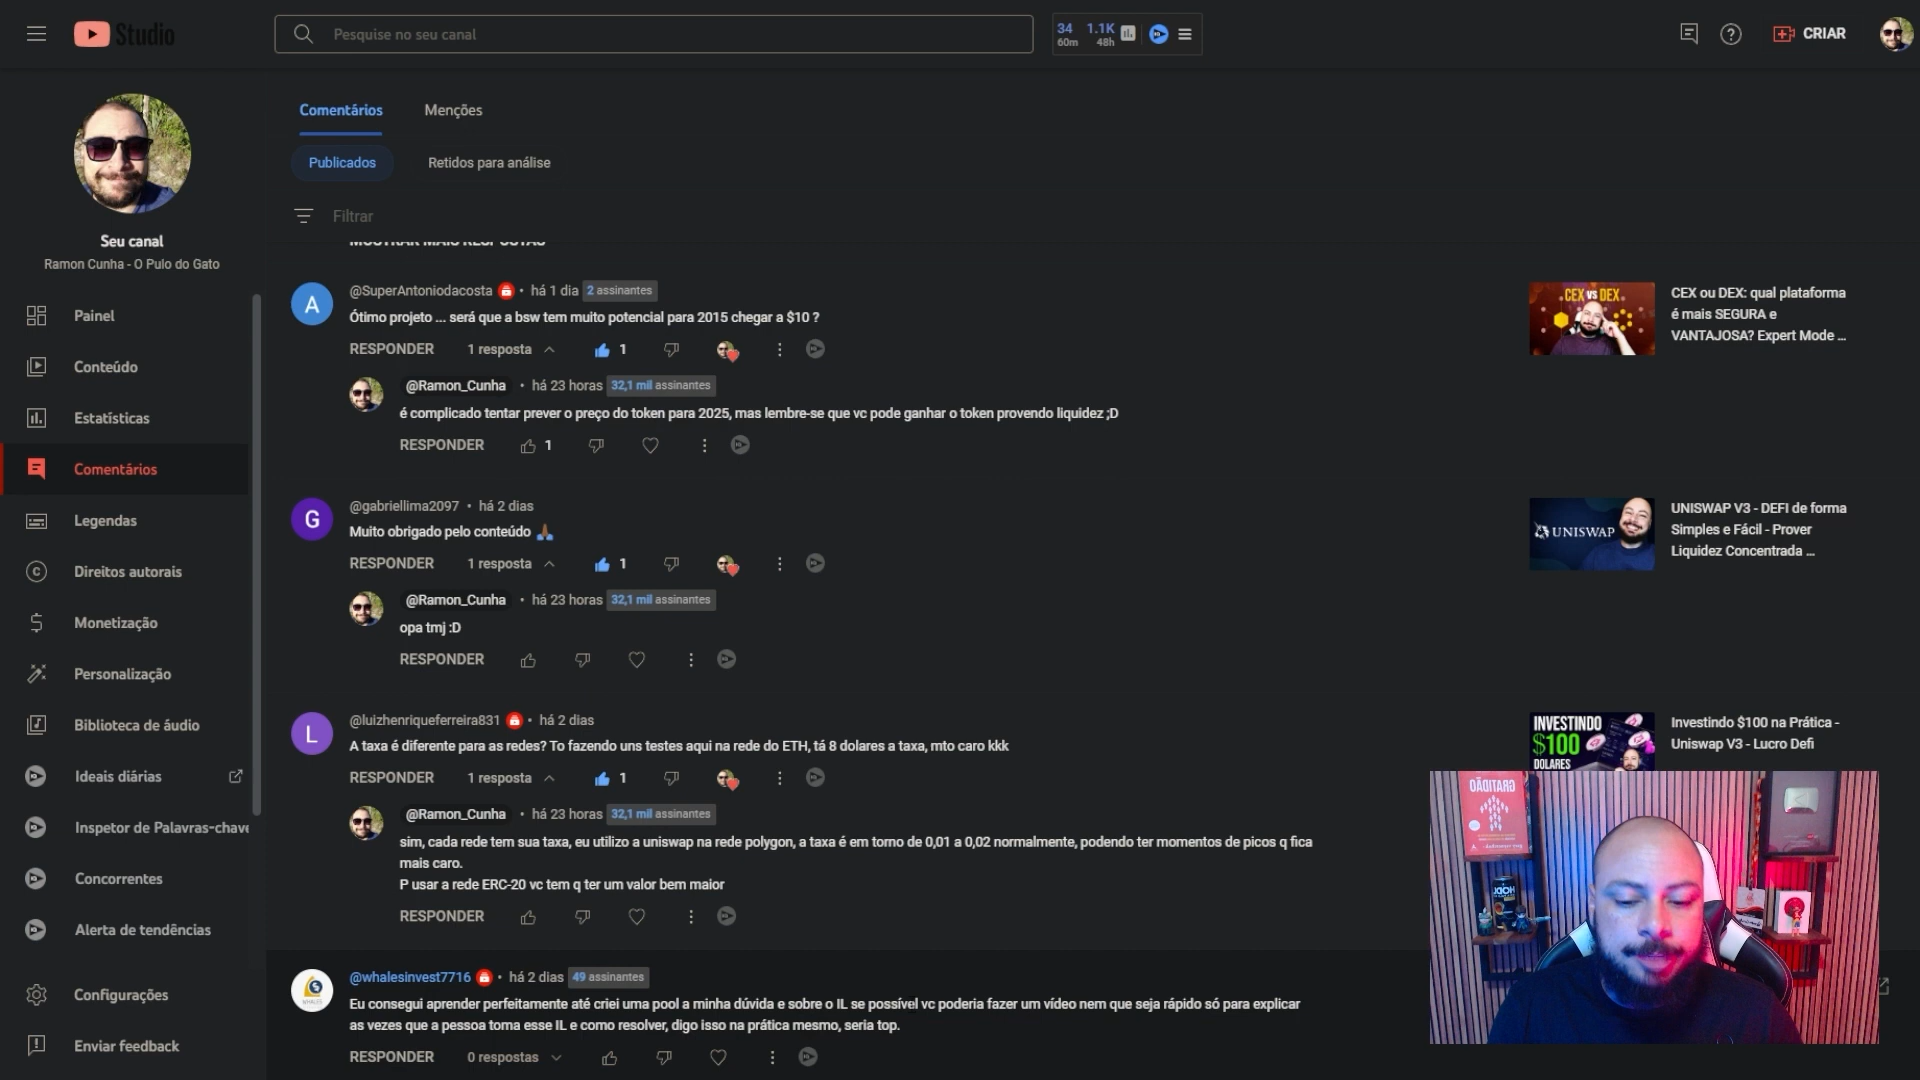 Studio
Pesquise no seu canal
34
60m
1.1K
48h
CRIAR
Seu canal
Ramon Cunha - O Pulo do Gato
Painel
Conteúdo
Estatísticas
Comentários
Legendas
Direitos autorais
Monetização
Personalização
Biblioteca de áudio
Ideais diárias
Inspetor de Palavras-chave
Concorrentes
Alerta de tendências
Configurações
Enviar feedback
Comentários
Menções
Publicados
Retidos para análise
Filtrar
MOSTRAR MAIS RESPOSTAS
A
@SuperAntoniodacosta • há 1 dia 2 assinantes
Ótimo projeto ... será que a bsw tem muito potencial para 2015 chegar a $10 ?
RESPONDER 1 resposta 1
@Ramon_Cunha • há 23 horas 32,1 mil assinantes
é complicado tentar prever o preço do token para 2025, mas lembre-se que vc pode ganhar o token provendo liquidez ;D
RESPONDER 1
CEX vs DEX
CEX ou DEX: qual plataforma
é mais SEGURA e
VANTAJOSA? Expert Mode ...
G
@gabriellima2097 • há 2 dias
Muito obrigado pelo conteúdo
RESPONDER 1 resposta 1
@Ramon_Cunha • há 23 horas 32,1 mil assinantes
opa tmj :D
RESPONDER
UNISWAP
UNISWAP V3 - DEFI de forma
Simples e Fácil - Prover
Liquidez Concentrada ...
L
@luizhenriqueferreira831 • há 2 dias
A taxa é diferente para as redes? To fazendo uns testes aqui na rede do ETH, tá 8 dolares a taxa, mto caro kkk
RESPONDER 1 resposta 1
@Ramon_Cunha • há 23 horas 32,1 mil assinantes
sim, cada rede tem sua taxa, eu utilizo a uniswap na rede polygon, a taxa é em torno de 0,01 a 0,02 normalmente, podendo ter momentos de picos q fica
mais caro.
P usar a rede ERC-20 vc tem q ter um valor bem maior
RESPONDER
INVESTINDO
$100
DOLARES
Investindo $100 na Prática -
Uniswap V3 - Lucro Defi
GRATIDÃO
HODL
WHALES
@whalesinvest7716 • há 2 dias 49 assinantes
Eu consegui aprender perfeitamente até criei uma pool a minha dúvida e sobre o IL se possível vc poderia fazer um vídeo nem que seja rápido só para explicar
as vezes que a pessoa toma esse IL e como resolver, digo isso na prática mesmo, seria top.
RESPONDER 0 respostas